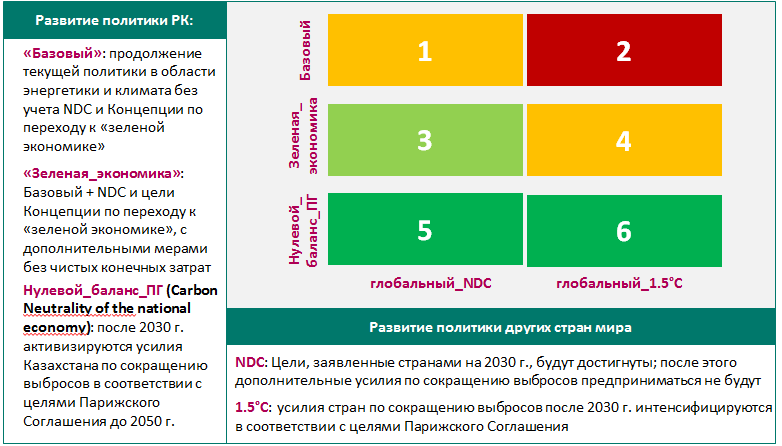 Развитие политики РК:
«Базовый»: продолжение
текущей политики в области
энергетики и климата без
учета NDC и Концепции по
переходу к «зеленой
экономике»
«Зеленая_экономика»:
Базовый + NDC и цели
Концепции по переходу к
«зеленой экономике», с
дополнительными мерами
без чистых конечных затрат
Нулевой_баланс_ПГ (Carbon
Neutrality of the national
economy): после 2030 г.
активизируются усилия
Казахстана по сокращению
выбросов в соответствии с
целями Парижского
Соглашения до 2050 г.
Базовый
1
2
Зеленая_
экономика
3
4
Нулевой_
баланс_ПГ
5
6
глобальный_NDC
глобальный_1.5°C
Развитие политики других стран мира
NDC: Цели, заявленные странами на 2030 г., будут достигнуты; после этого
дополнительные усилия по сокращению выбросов предприниматься не будут
1.5°C: усилия стран по сокращению выбросов после 2030 г. интенсифицируются
в соответствии с целями Парижского Соглашения